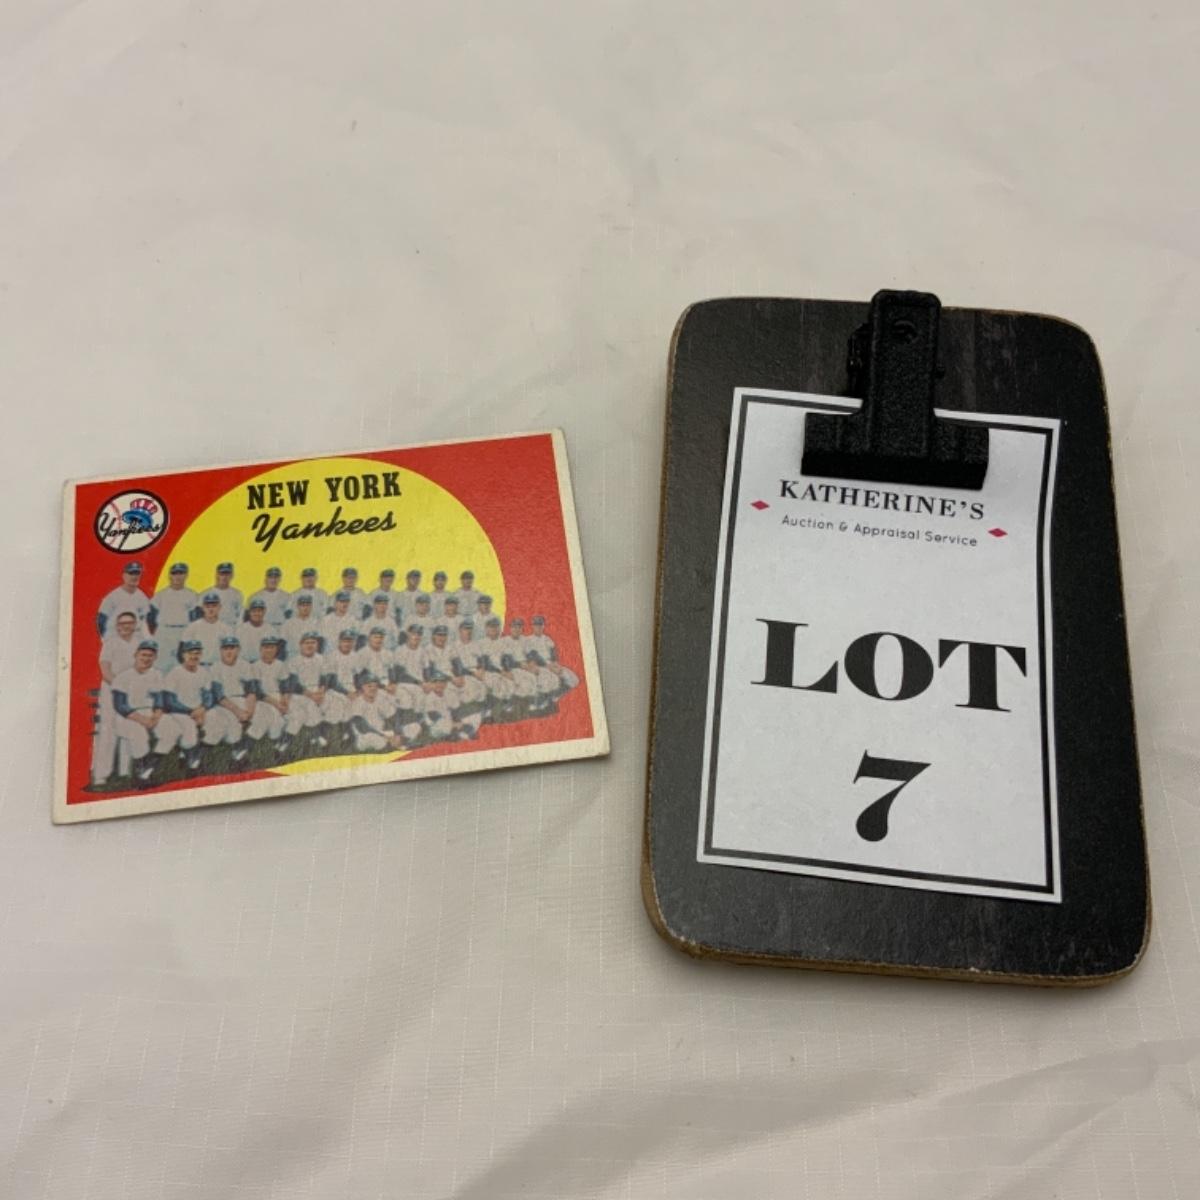 NEW YORK
Yankees
Yankees
KATHERINE'S
Auction & Appraisal Service
LOT
7